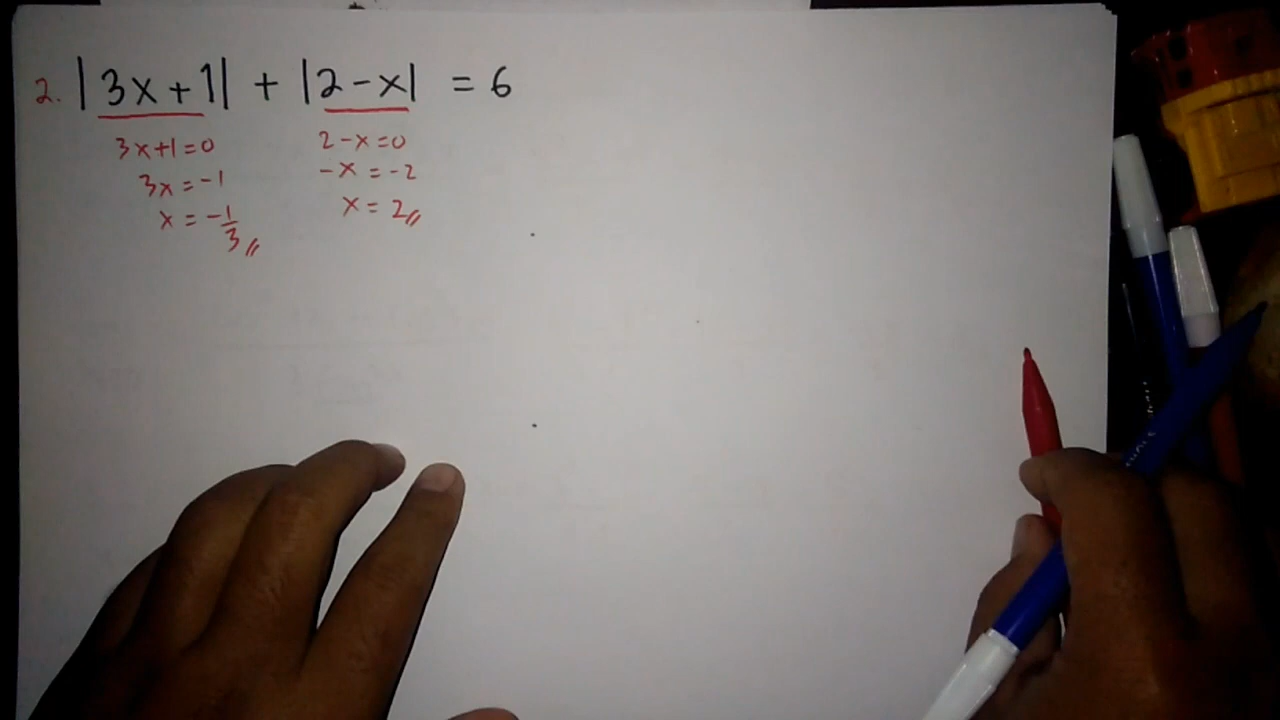 2. |3x+1| + |2-x| = 6
3x+1=0
3x=-1
x=-1/3 //
2-x=0
-x=-2
x=2 //